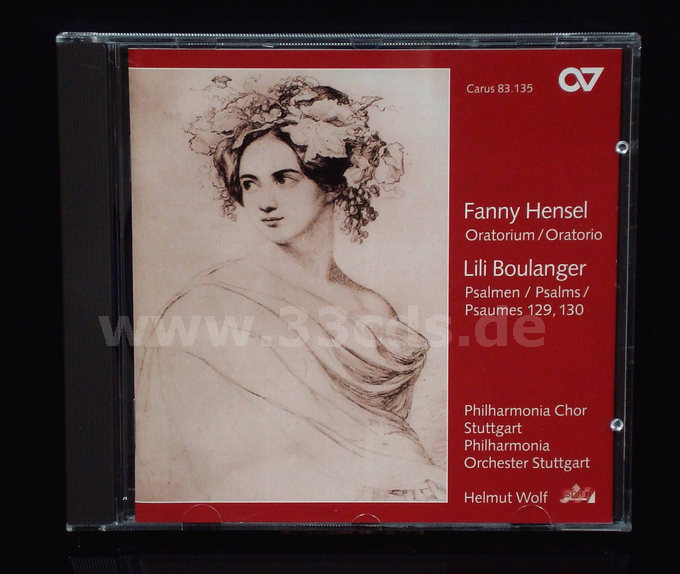 Carus 83.135
Fanny Hensel
Oratorium / Oratorio
Lili Boulanger
Psalmen / Psalms /
Psaumes 129, 130
www.33cds.de
Philharmonia Chor
Stuttgart
Philharmonia
Orchester Stuttgart
Helmut Wolf